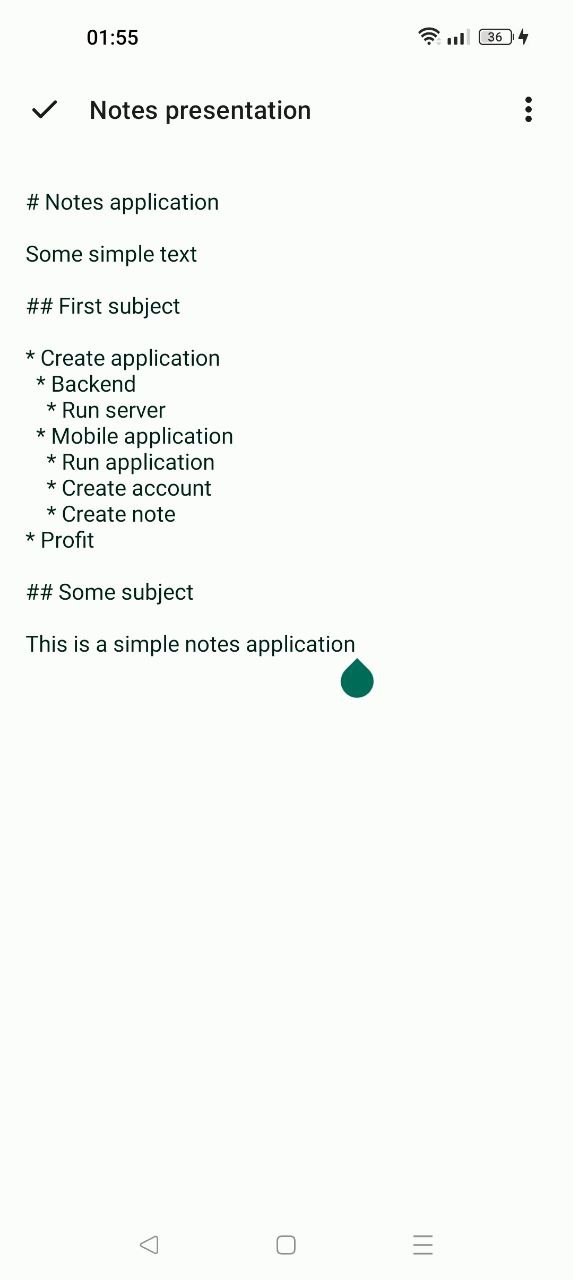 01:55
36
Notes presentation
# Notes application
Some simple text
## First subject
* Create application
  * Backend
    * Run server
  * Mobile application
    * Run application
    * Create account
    * Create note
* Profit
## Some subject
This is a simple notes application